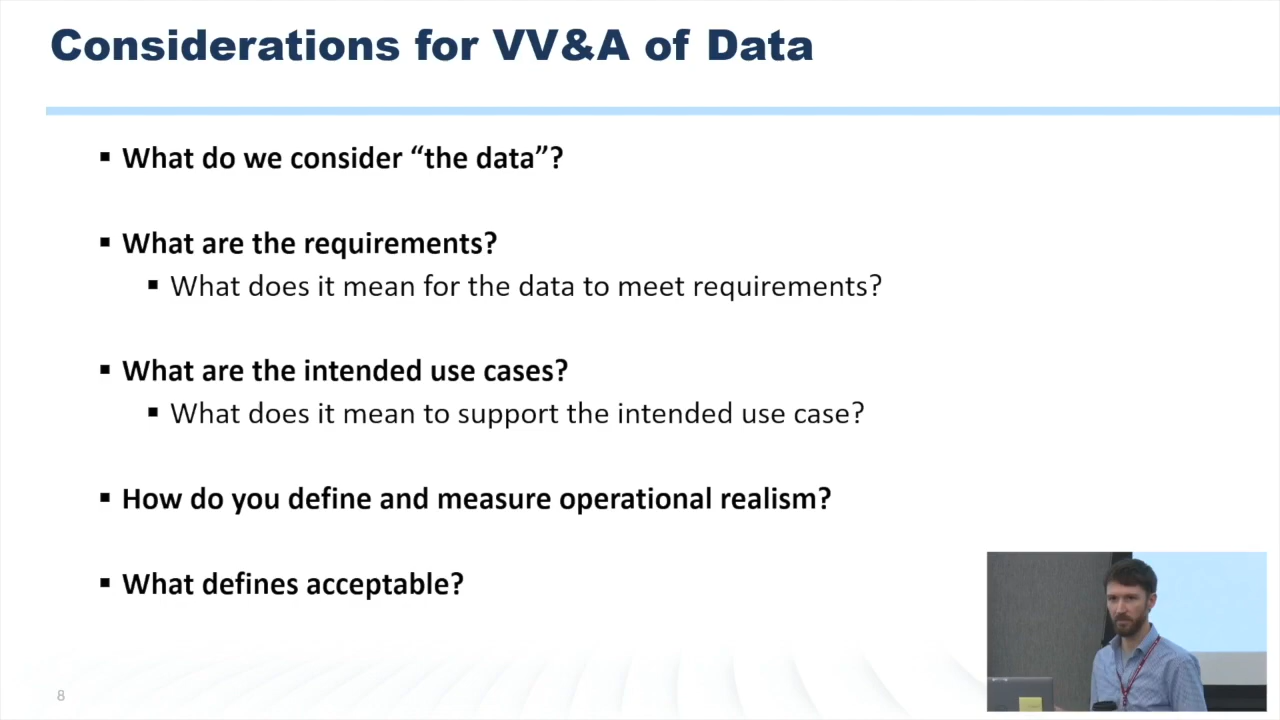 Considerations for VV&A of Data
▪ What do we consider “the data”?
▪ What are the requirements?
▪ What does it mean for the data to meet requirements?
▪ What are the intended use cases?
▪ What does it mean to support the intended use case?
▪ How do you define and measure operational realism?
▪ What defines acceptable?
8